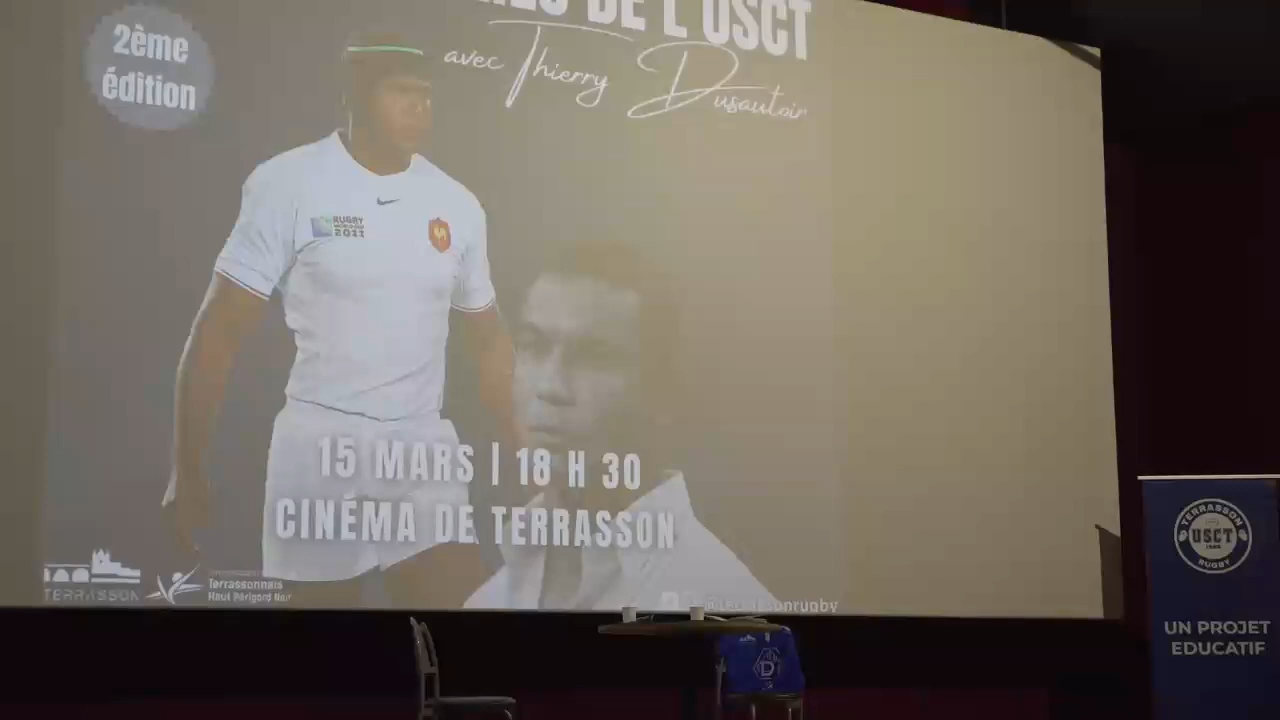 2ème
édition
DE L'USCT
avec Thierry Dusautoir
RUGBY
2011
15 MARS | 18 H 30
CINÉMA DE TERRASSON
TERRASSON
Terrassonnais
Haut Périgord Noir
TERRASSON
USCT
RUGBY
UN PROJET
EDUCATIF
D